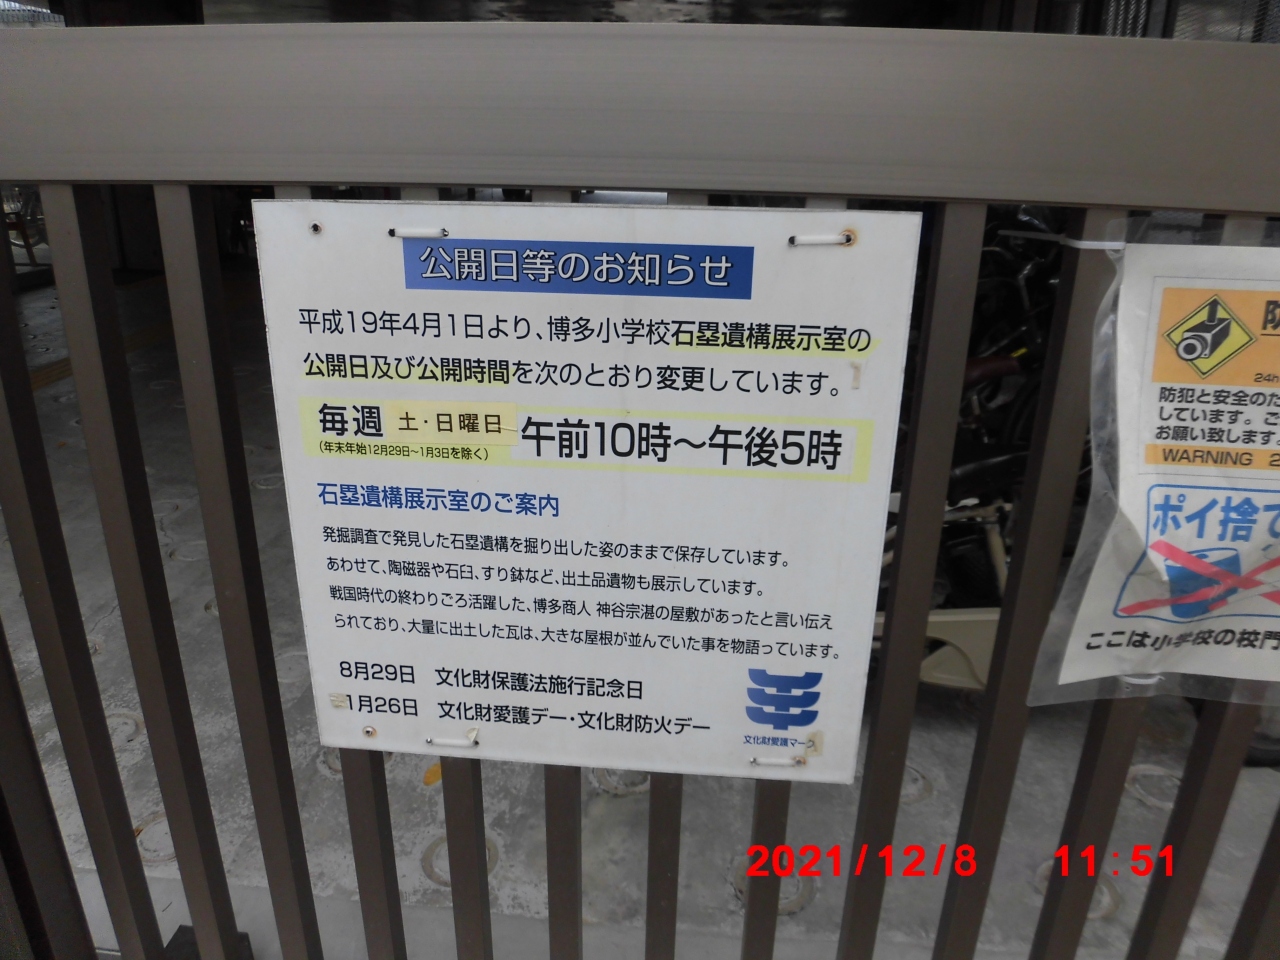 公開日等のお知らせ
平成19年4月1日より、博多小学校石塁遺構展示室の
公開日及び公開時間を次のとおり変更しています。
毎週 土・日曜日 午前10時～午後5時
(年末年始12月29日～1月3日を除く)
石塁遺構展示室のご案内
発掘調査で発見した石塁遺構を掘り出した姿のままで保存しています。
あわせて、陶磁器や石臼、すり鉢など、出土品遺物も展示しています。
戦国時代の終わりごろ活躍した、博多商人 神谷宗湛の屋敷があったと言い伝え
られており、大量に出土した瓦は、大きな屋根が並んでいた事を物語っています。
8月29日 文化財保護法施行記念日
1月26日 文化財愛護デー・文化財防火デー
文化財愛護マーク
防
24h
防犯と安全のた
しています。ご
お願い致します。
WARNING 2
ポイ捨て
ここは小学校の校門
2021/12/8 11:51